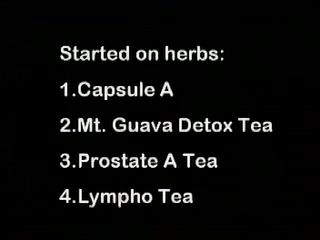 Started on herbs:
1.Capsule A
2.Mt. Guava Detox Tea
3.Prostate A Tea
4.Lympho Tea